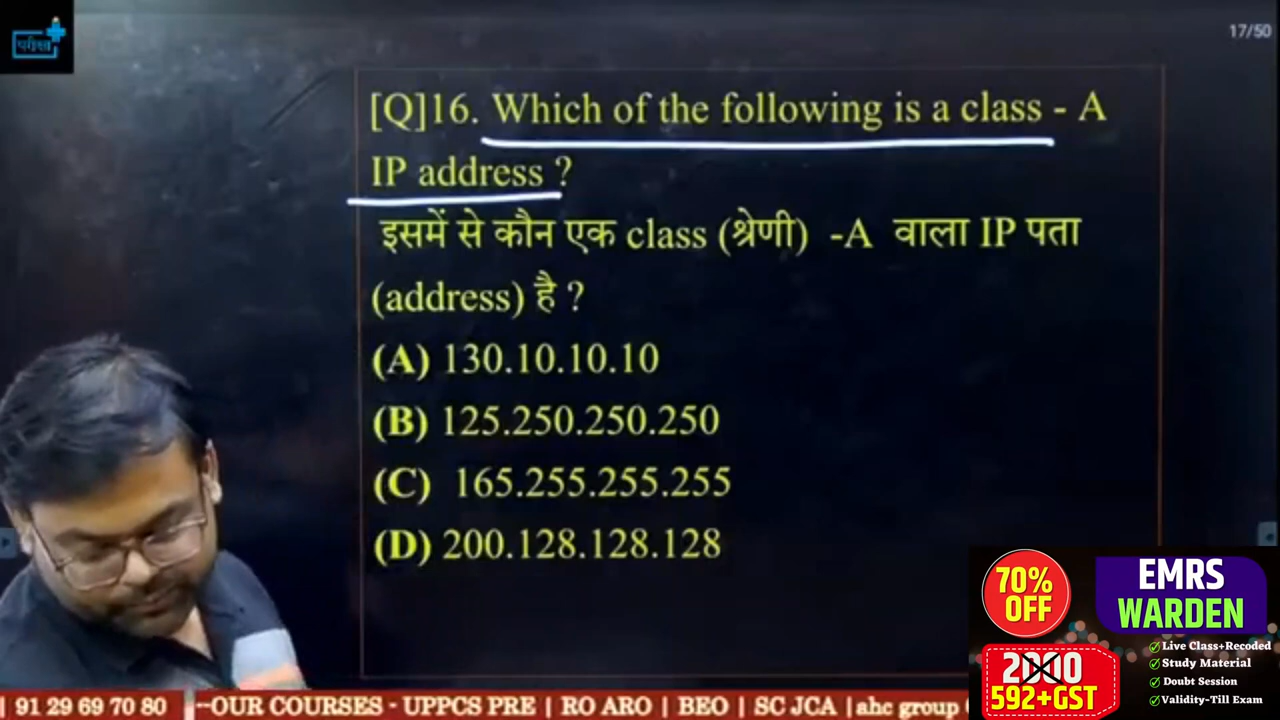 परीक्षा
17/50
[Q]16. Which of the following is a class - A
IP address ?
इसमें से कौन एक class (श्रेणी) -A वाला IP पता
(address) है ?
(A) 130.10.10.10
(B) 125.250.250.250
(C) 165.255.255.255
(D) 200.128.128.128
70%
OFF
2000
592+GST
EMRS
WARDEN
Live Class+Recoded
Study Material
Doubt Session
Validity-Till Exam
| 91 29 69 70 80 --OUR COURSES - UPPCS PRE | RO ARO | BEO | SC JCA |ahc group